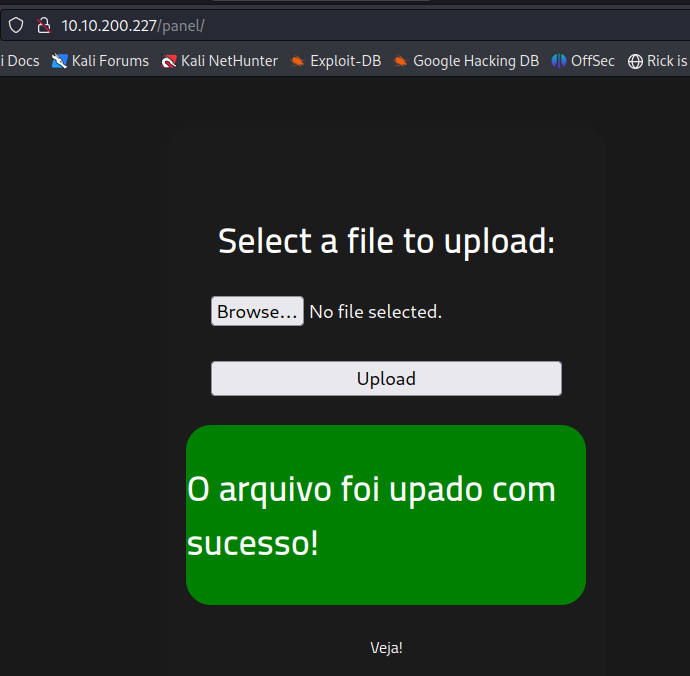 10.10.200.227/panel/
i Docs Kali Forums Kali NetHunter Exploit-DB Google Hacking DB OffSec Rick is
Select a file to upload:
Browse... No file selected.
Upload
O arquivo foi upado com
sucesso!
Veja!